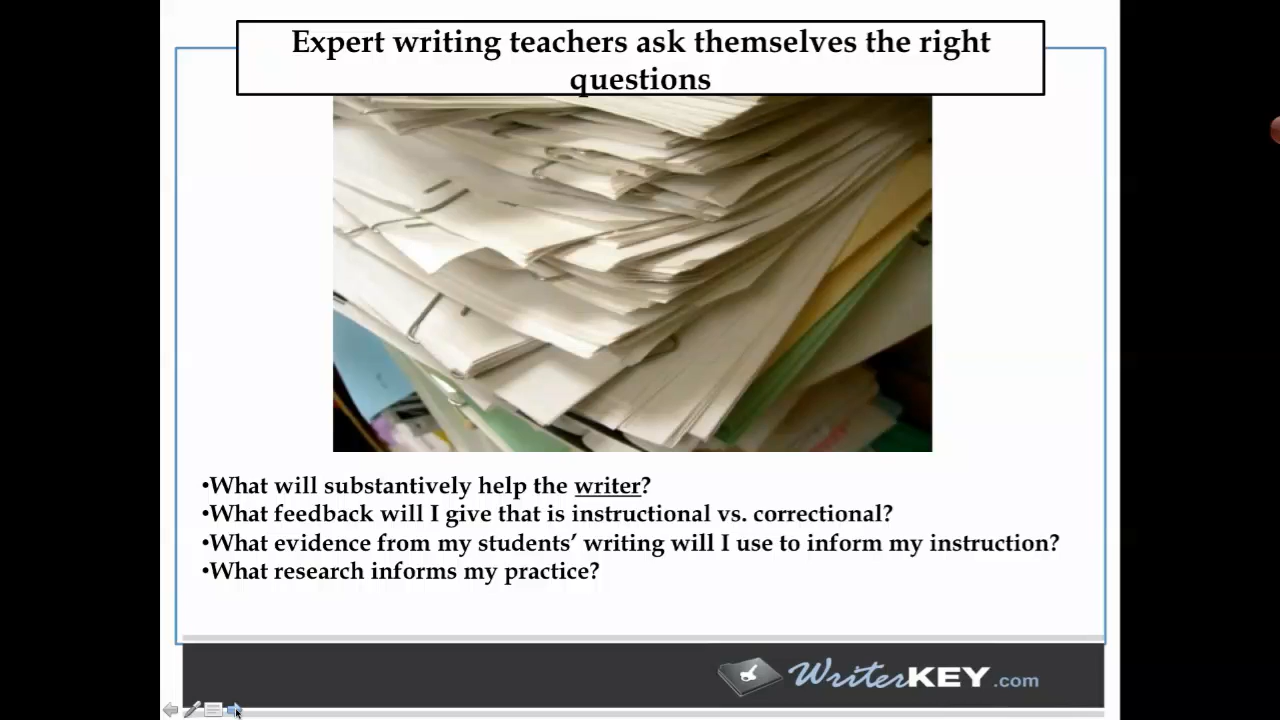 Expert writing teachers ask themselves the right
questions
•What will substantively help the writer?
•What feedback will I give that is instructional vs. correctional?
•What evidence from my students’ writing will I use to inform my instruction?
•What research informs my practice?
WriterKEY.com